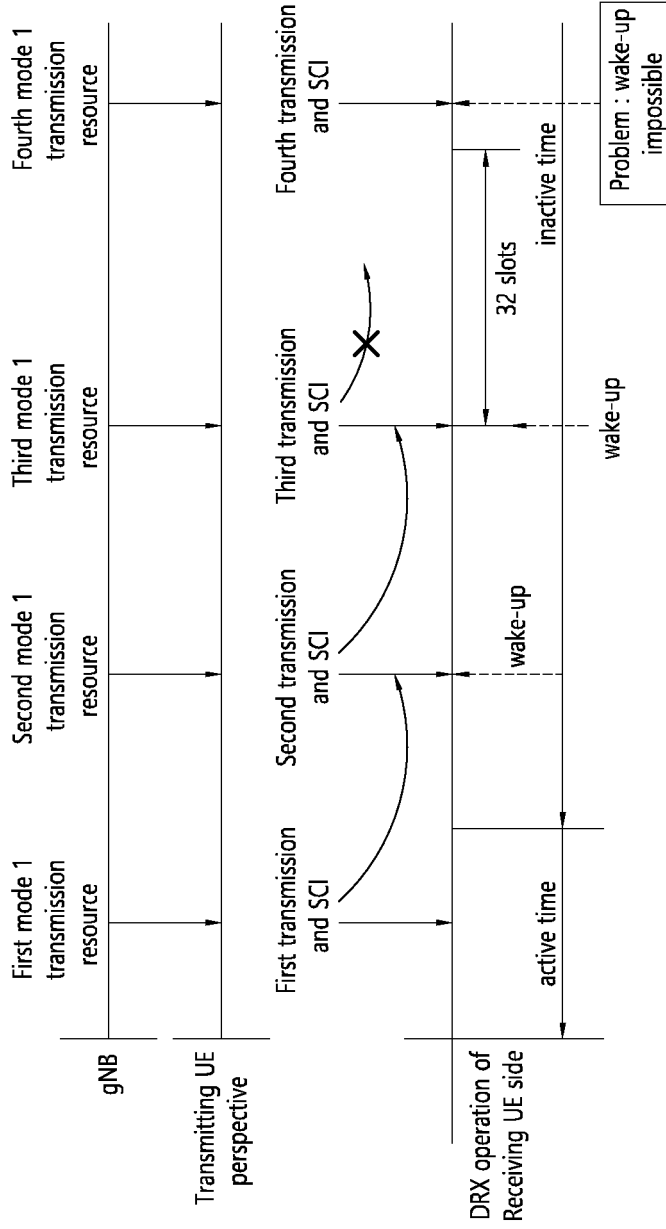 First mode 1
transmission
resource
Second mode 1
transmission
resource
Third mode 1
transmission
resource
Fourth mode 1
transmission
resource
gNB
Transmitting UE
perspective
First transmission
and SCI
Second transmission
and SCI
Third transmission
and SCI
Fourth transmission
and SCI
DRX operation of
Receiving UE side
32 slots
active time
wake-up
inactive time
wake-up
Problem : wake-up
impossible